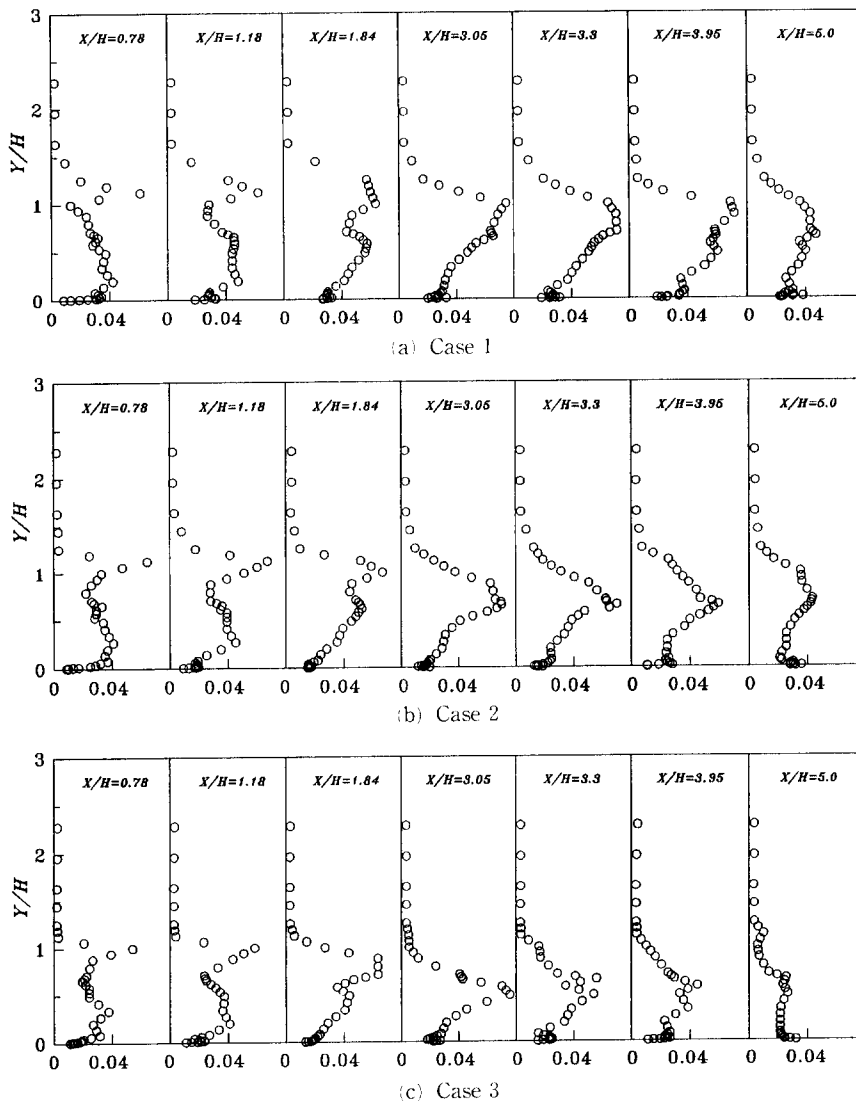 3
X/H=0.78 X/H=1.18 X/H=1.84 X/H=3.05 X/H=3.3 X/H=3.95 X/H=5.0
2
Y/H
1
0
0 0.04 0 0.04 0 0.04 0 0.04 0 0.04 0 0.04 0 0.04
(a) Case 1
3
X/H=0.78 X/H=1.18 X/H=1.84 X/H=3.05 X/H=3.3 X/H=3.95 X/H=5.0
2
Y/H
1
0
0 0.04 0 0.04 0 0.04 0 0.04 0 0.04 0 0.04 0 0.04
(b) Case 2
3
X/H=0.78 X/H=1.18 X/H=1.84 X/H=3.05 X/H=3.3 X/H=3.95 X/H=5.0
2
Y/H
1
0
0 0.04 0 0.04 0 0.04 0 0.04 0 0.04 0 0.04 0 0.04
(c) Case 3